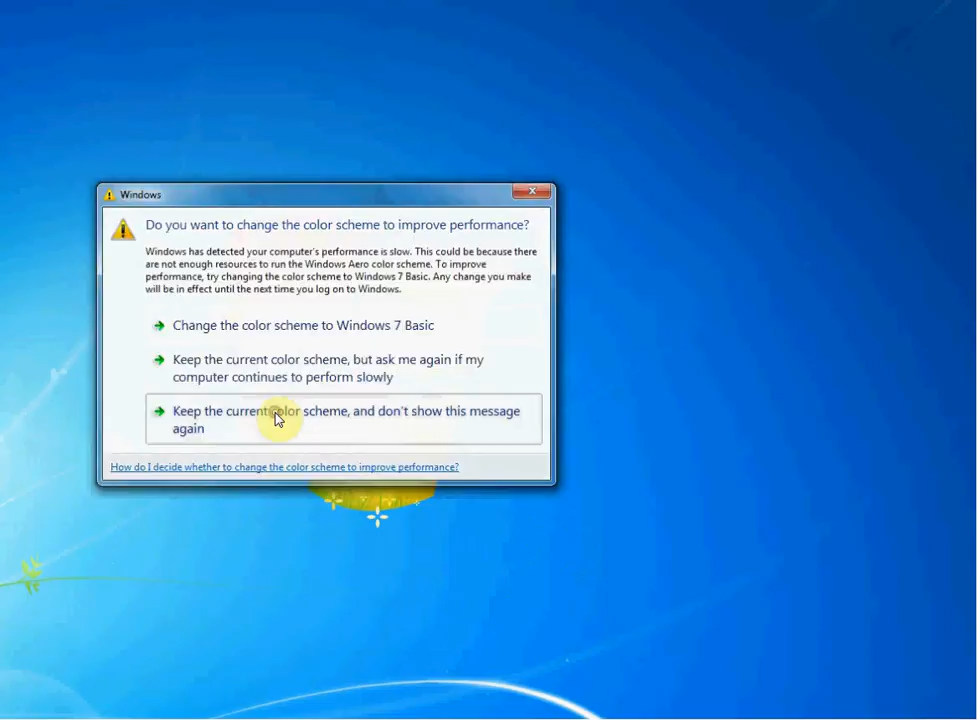 Windows
Do you want to change the color scheme to improve performance?
Windows has detected your computer's performance is slow. This could be because there
are not enough resources to run the Windows Aero color scheme. To improve
performance, try changing the color scheme to Windows 7 Basic. Any change you make
will be in effect until the next time you log on to Windows.
Change the color scheme to Windows 7 Basic
Keep the current color scheme, but ask me again if my
computer continues to perform slowly
Keep the current color scheme, and don't show this message
again
How do I decide whether to change the color scheme to improve performance?